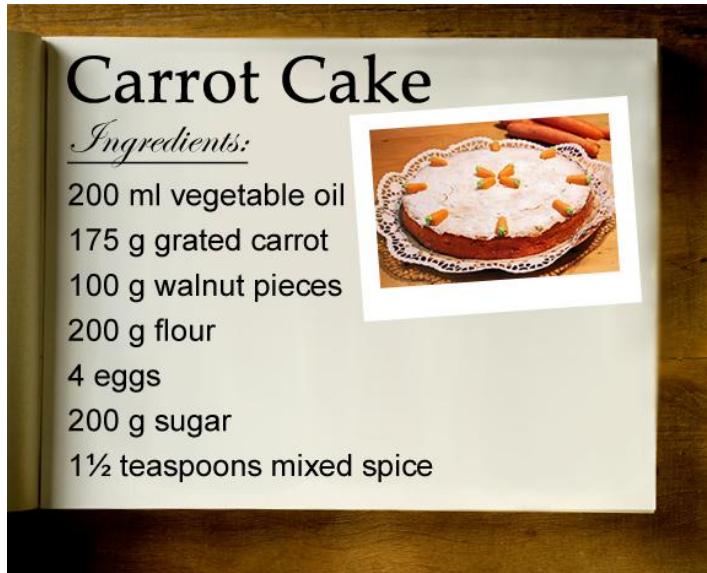 Carrot Cake
Ingredients:
200 ml vegetable oil
175 g grated carrot
100 g walnut pieces
200 g flour
4 eggs
200 g sugar
1½ teaspoons mixed spice